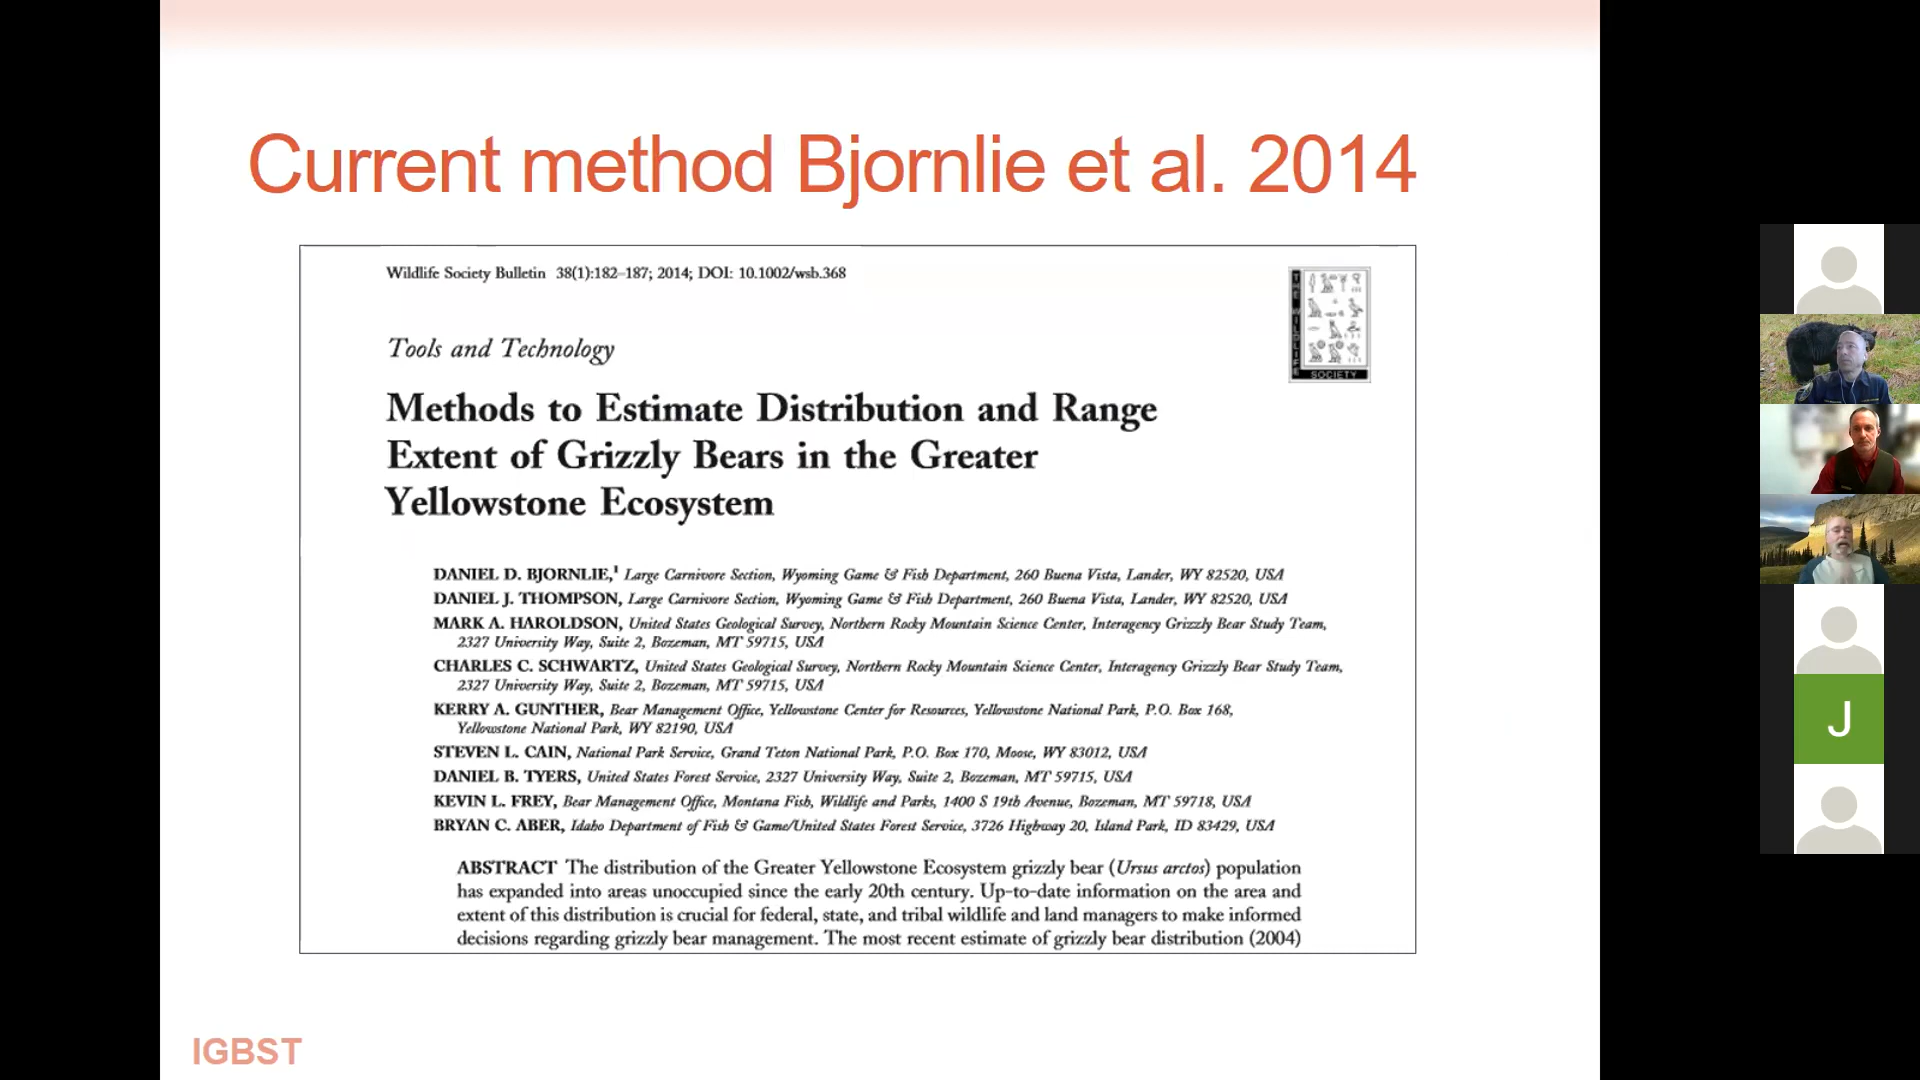 Current method Bjornlie et al. 2014
Wildlife Society Bulletin 38(1):182–187; 2014; DOI: 10.1002/wsb.368
THE WILDLIFE
SOCIETY
Tools and Technology
Methods to Estimate Distribution and Range
Extent of Grizzly Bears in the Greater
Yellowstone Ecosystem
DANIEL D. BJORNLIE,¹ Large Carnivore Section, Wyoming Game & Fish Department, 260 Buena Vista, Lander, WY 82520, USA
DANIEL J. THOMPSON, Large Carnivore Section, Wyoming Game & Fish Department, 260 Buena Vista, Lander, WY 82520, USA
MARK A. HAROLDSON, United States Geological Survey, Northern Rocky Mountain Science Center, Interagency Grizzly Bear Study Team,
2327 University Way, Suite 2, Bozeman, MT 59715, USA
CHARLES C. SCHWARTZ, United States Geological Survey, Northern Rocky Mountain Science Center, Interagency Grizzly Bear Study Team,
2327 University Way, Suite 2, Bozeman, MT 59715, USA
KERRY A. GUNTHER, Bear Management Office, Yellowstone Center for Resources, Yellowstone National Park, P.O. Box 168,
Yellowstone National Park, WY 82190, USA
STEVEN L. CAIN, National Park Service, Grand Teton National Park, P.O. Box 170, Moose, WY 83012, USA
DANIEL B. TYERS, United States Forest Service, 2327 University Way, Suite 2, Bozeman, MT 59715, USA
KEVIN L. FREY, Bear Management Office, Montana Fish, Wildlife and Parks, 1400 S 19th Avenue, Bozeman, MT 59718, USA
BRYAN C. ABER, Idaho Department of Fish & Game/United States Forest Service, 3726 Highway 20, Island Park, ID 83429, USA
ABSTRACT The distribution of the Greater Yellowstone Ecosystem grizzly bear (Ursus arctos) population
has expanded into areas unoccupied since the early 20th century. Up-to-date information on the area and
extent of this distribution is crucial for federal, state, and tribal wildlife and land managers to make informed
decisions regarding grizzly bear management. The most recent estimate of grizzly bear distribution (2004)
IGBST
J